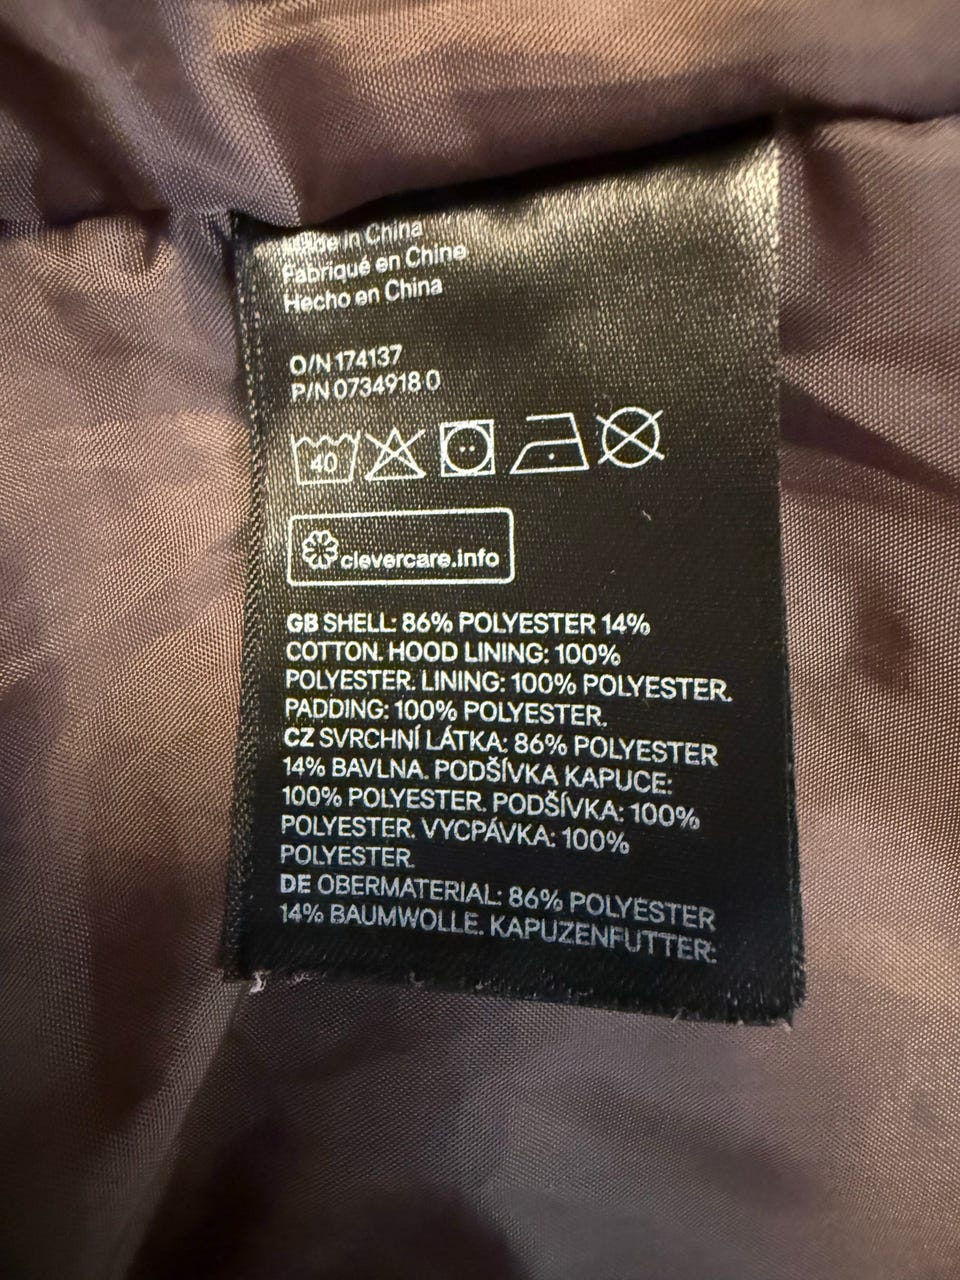 Made in China
Fabriqué en Chine
Hecho en China
O/N 174137
P/N 0734918 0
40
clevercare.info
GB SHELL: 86% POLYESTER 14%
COTTON. HOOD LINING: 100%
POLYESTER. LINING: 100% POLYESTER.
PADDING: 100% POLYESTER.
CZ SVRCHNÍ LÁTKA: 86% POLYESTER
14% BAVLNA. PODŠÍVKA KAPUCE:
100% POLYESTER. PODŠÍVKA: 100%
POLYESTER. VYCPÁVKA: 100%
POLYESTER.
DE OBERMATERIAL: 86% POLYESTER
14% BAUMWOLLE. KAPUZENFUTTER: